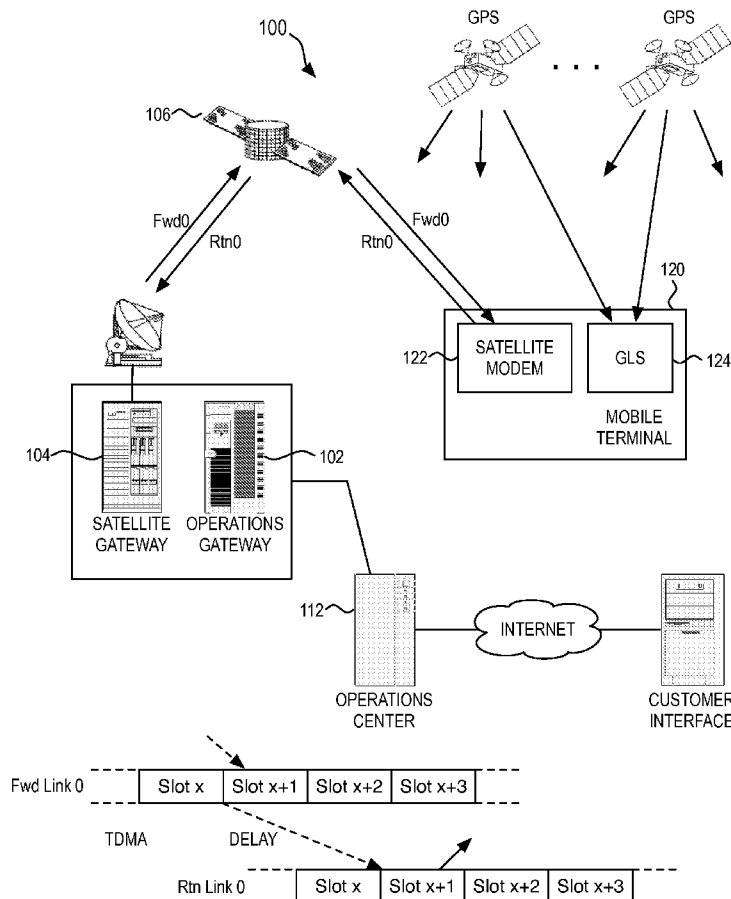 100
GPS
GPS
. . .
106
Fwd0
Rtn0
Fwd0
Rtn0
120
122
SATELLITE
MODEM
GLS
124
MOBILE
TERMINAL
104
102
SATELLITE
GATEWAY
OPERATIONS
GATEWAY
112
INTERNET
OPERATIONS
CENTER
CUSTOMER
INTERFACE
Fwd Link 0
Slot x
Slot x+1
Slot x+2
Slot x+3
TDMA
DELAY
Rtn Link 0
Slot x
Slot x+1
Slot x+2
Slot x+3